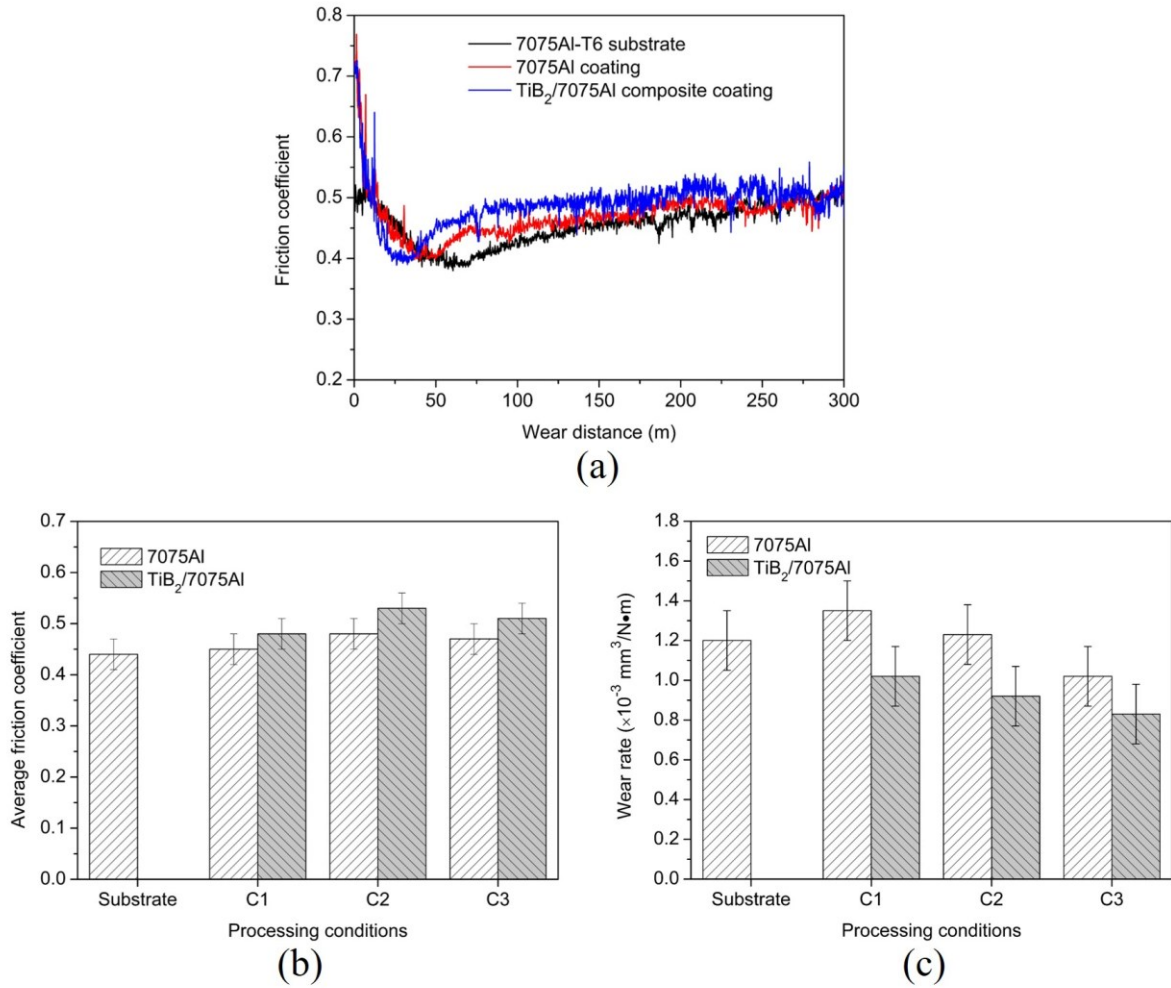 0.8
0.7
0.6
0.5
0.4
0.3
0.2
Friction coefficient
7075Al-T6 substrate
7075Al coating
TiB₂/7075Al composite coating
0 50 100 150 200 250 300
Wear distance (m)
(a)
0.7
0.6
0.5
0.4
0.3
0.2
0.1
0.0
Average friction coefficient
7075Al
TiB₂/7075Al
Substrate C1 C2 C3
Processing conditions
(b)
1.8
1.6
1.4
1.2
1.0
0.8
0.6
0.4
0.2
0.0
Wear rate (×10⁻³ mm³/N•m)
7075Al
TiB₂/7075Al
Substrate C1 C2 C3
Processing conditions
(c)